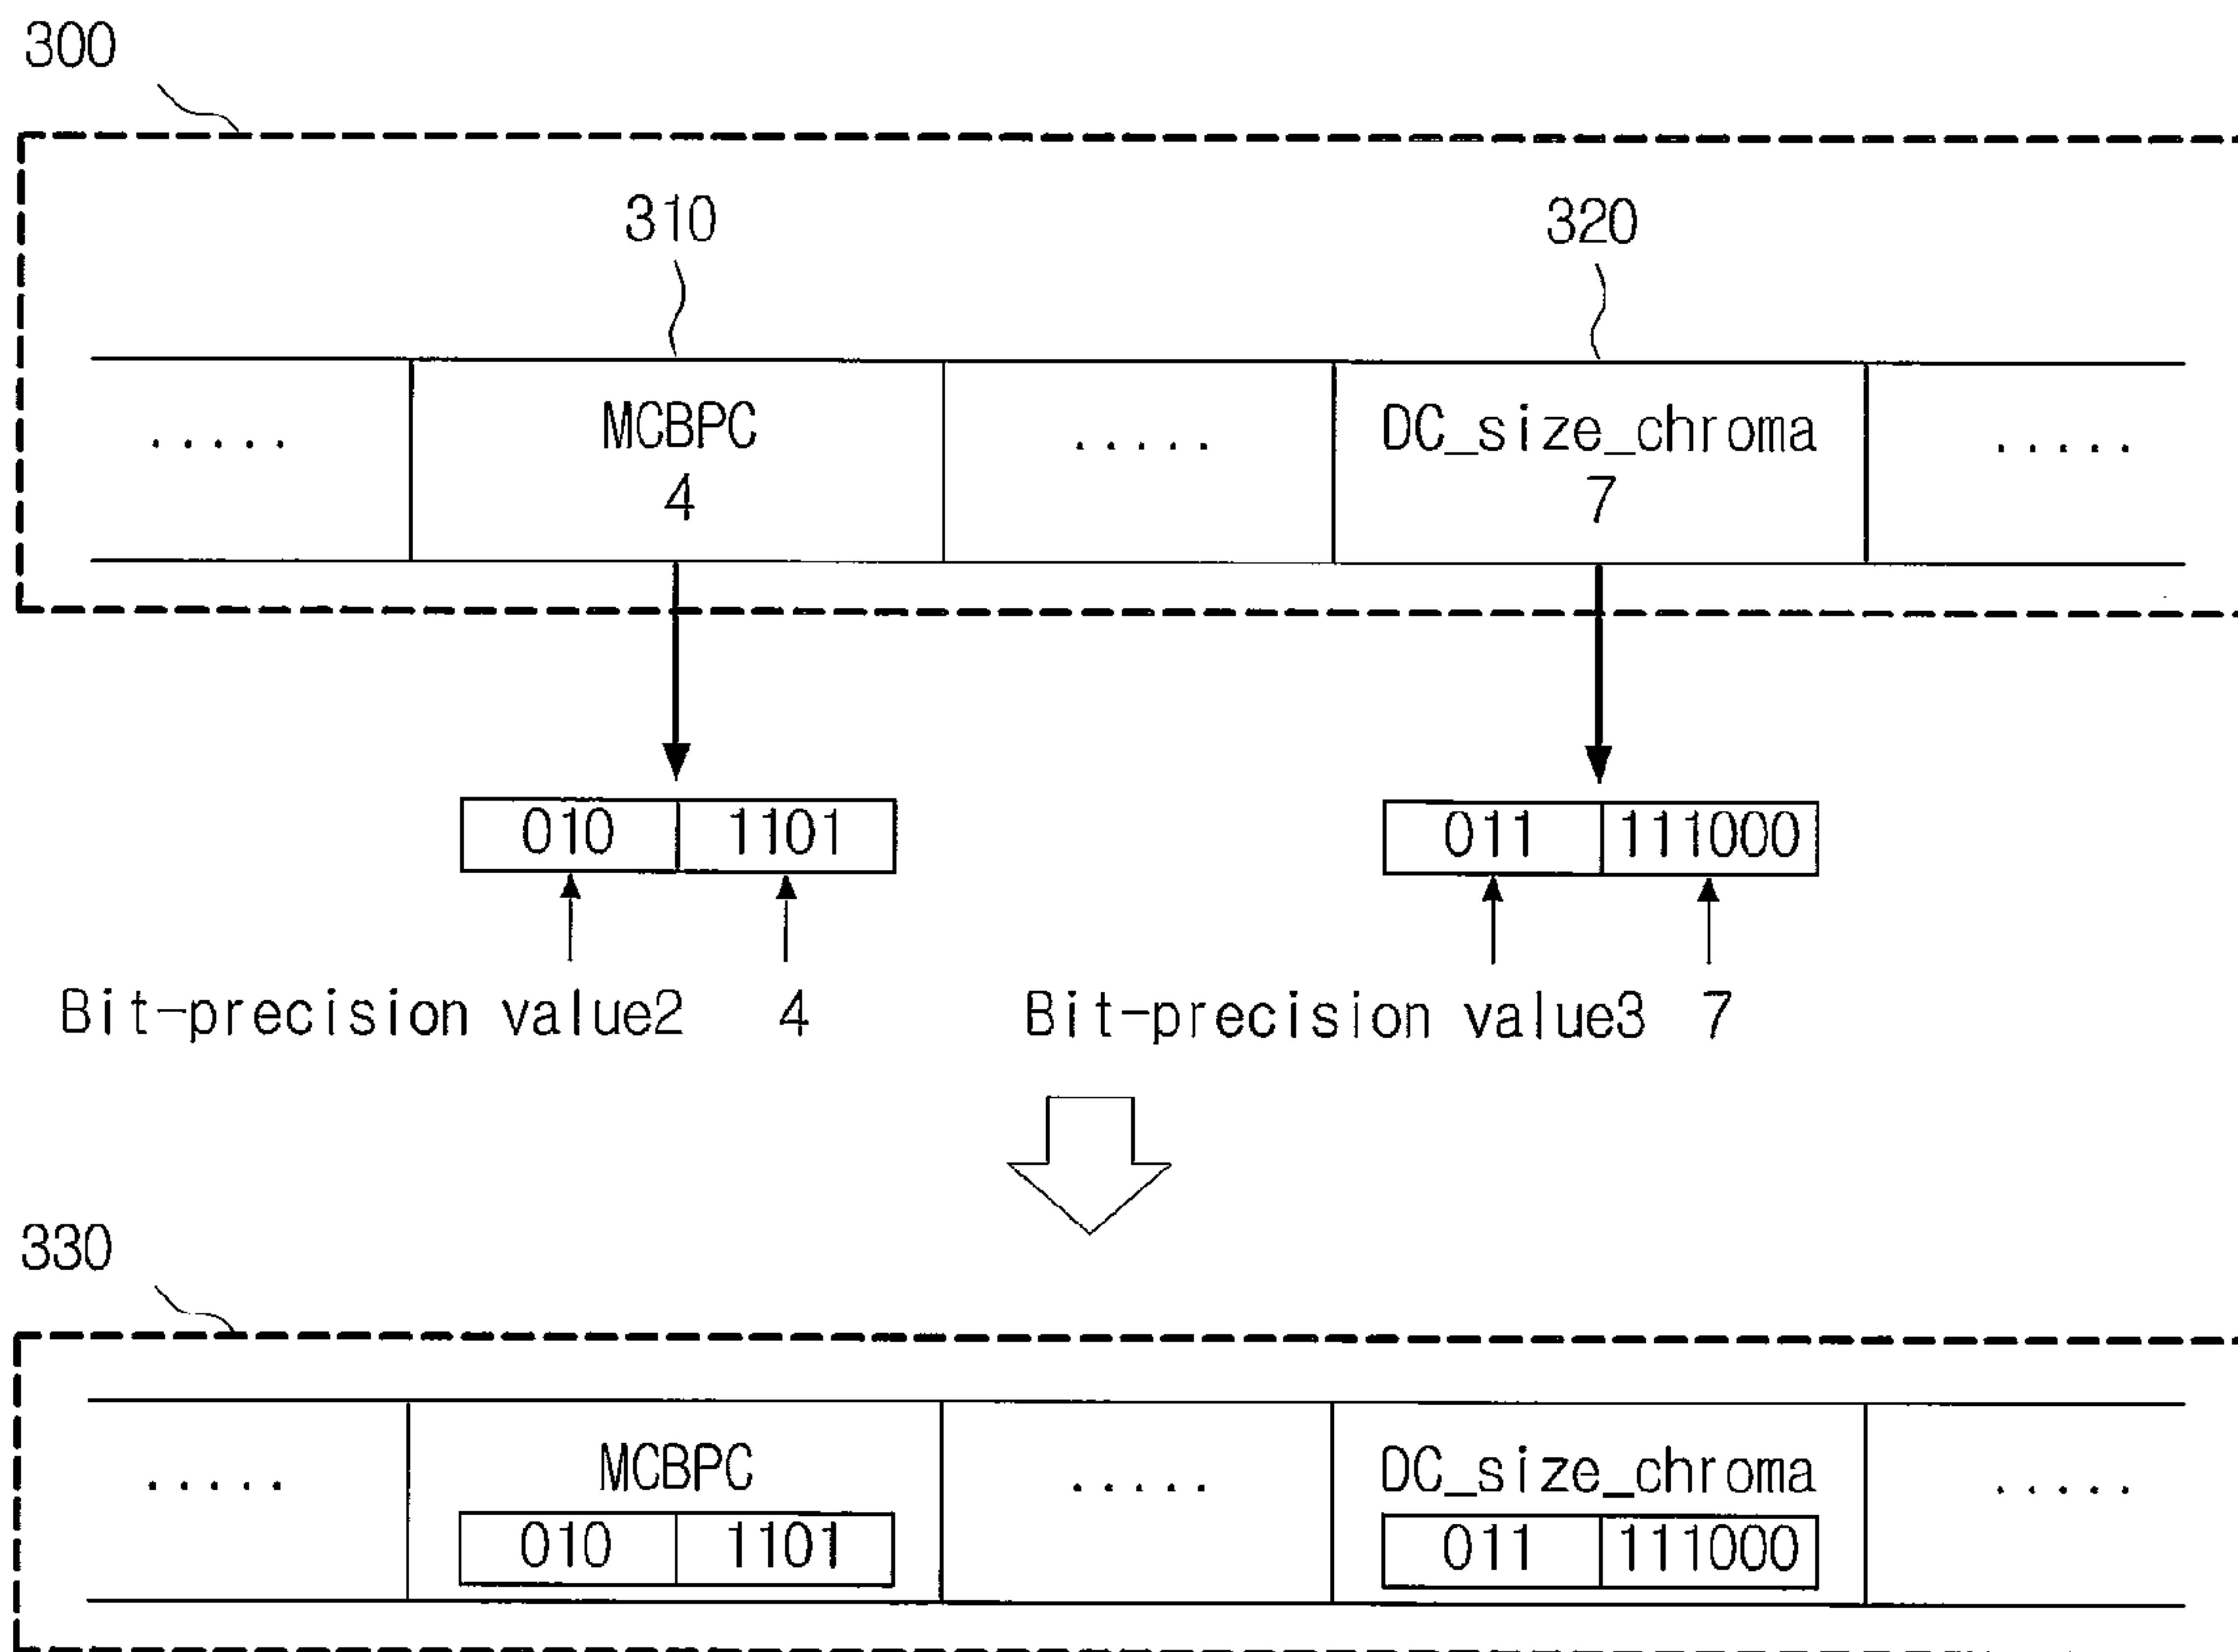 300
310
320
..... MCBPC ..... DC_size_chroma .....
4 7
010 1101 011 111000
Bit-precision value2 4 Bit-precision value3 7
330
..... MCBPC ..... DC_size_chroma .....
010 1101 011 111000